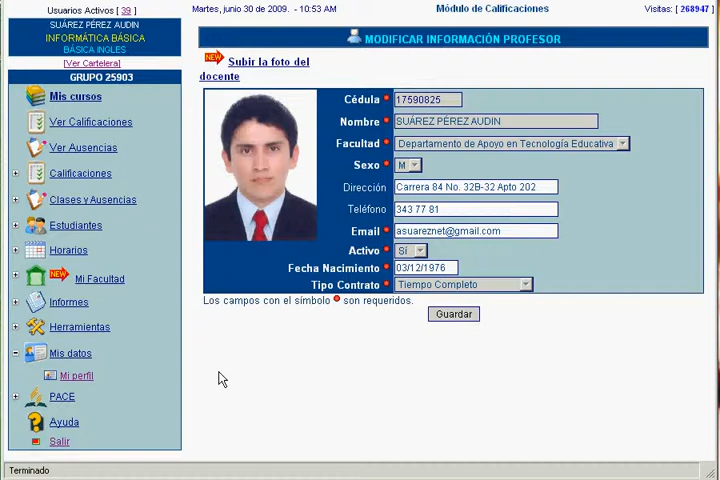 Usuarios Activos [ 39 ]
Martes, junio 30 de 2009. - 10:53 AM
Módulo de Calificaciones
Visitas: [ 268947 ]
SUÁREZ PÉREZ AUDIN
INFORMÁTICA BÁSICA
BÁSICA INGLES
[Ver Cartelera]
GRUPO 25903
Mis cursos
Ver Calificaciones
Ver Ausencias
Calificaciones
Clases y Ausencias
Estudiantes
Horarios
NEW Mi Facultad
Informes
Herramientas
Mis datos
Mi perfil
PACE
Ayuda
Salir
MODIFICAR INFORMACIÓN PROFESOR
NEW Subir la foto del
docente
Cédula 17590825
Nombre SUÁREZ PÉREZ AUDIN
Facultad Departamento de Apoyo en Tecnología Educativa
Sexo M
Dirección Carrera 84 No. 32B-32 Apto 202
Teléfono 343 77 81
Email asuareznet@gmail.com
Activo Sí
Fecha Nacimiento 03/12/1976
Tipo Contrato Tiempo Completo
Los campos con el símbolo son requeridos.
Guardar
Terminado